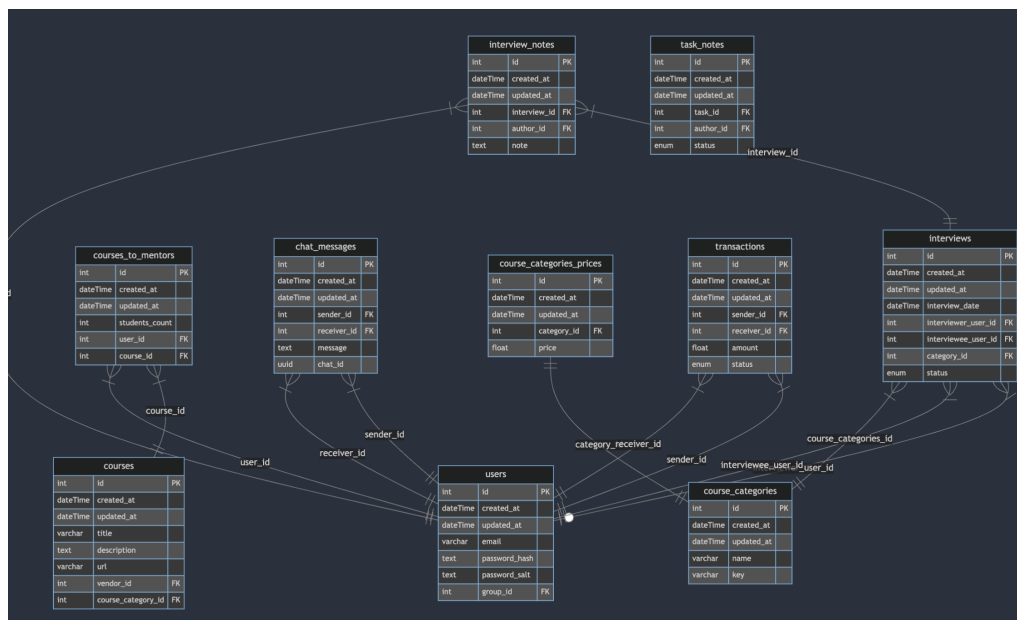 interview_notes
int id PK
dateTime created_at
dateTime updated_at
int interview_id FK
int author_id FK
text note
task_notes
int id PK
dateTime created_at
dateTime updated_at
int task_id FK
int author_id FK
enum status
interview_id
courses_to_mentors
int id PK
dateTime created_at
dateTime updated_at
int students_count
int user_id FK
int course_id FK
chat_messages
int id PK
dateTime created_at
dateTime updated_at
int sender_id FK
int receiver_id FK
text message
uuid chat_id
course_categories_prices
int id PK
dateTime created_at
dateTime updated_at
int category_id FK
float price
transactions
int id PK
dateTime created_at
dateTime updated_at
int sender_id FK
int receiver_id FK
float amount
enum status
interviews
int id PK
dateTime created_at
dateTime updated_at
dateTime interview_date
int interviewer_user_id FK
int interviewee_user_id FK
int category_id FK
enum status
course_id
user_id
receiver_id
sender_id
receiver_id
sender_id
course_categories_id
interviewee_user_id
user_id
courses
int id PK
dateTime created_at
dateTime updated_at
varchar title
text description
varchar url
int vendor_id FK
int course_category_id FK
users
int id PK
dateTime created_at
dateTime updated_at
varchar email
text password_hash
text password_salt
int group_id FK
course_categories
int id PK
dateTime created_at
dateTime updated_at
varchar name
varchar key